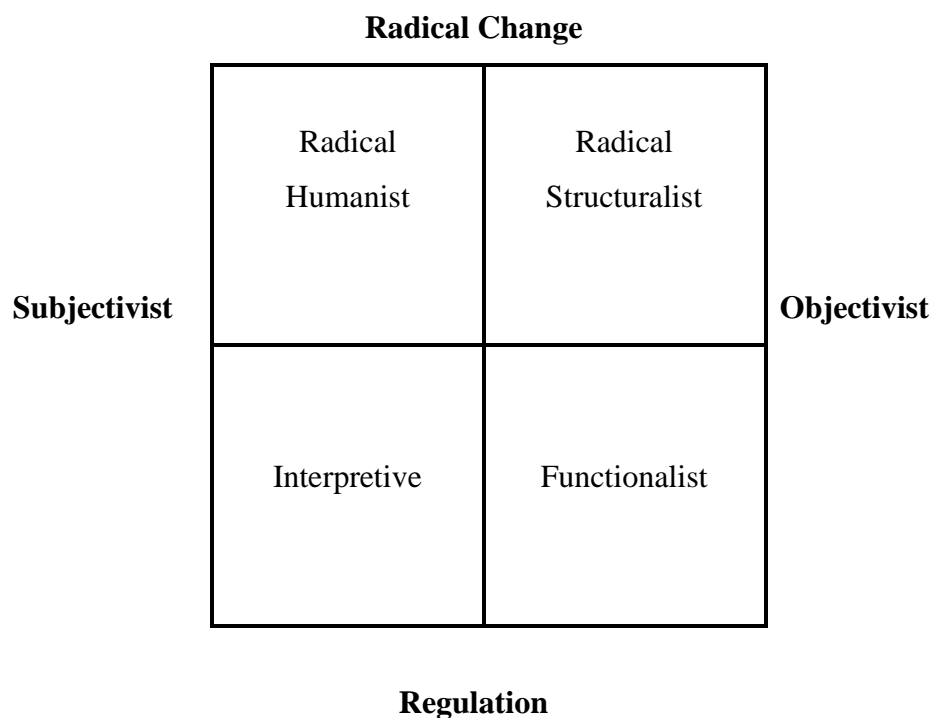 Radical Change
Radical
Humanist
Radical
Structuralist
Subjectivist
Objectivist
Interpretive
Functionalist
Regulation